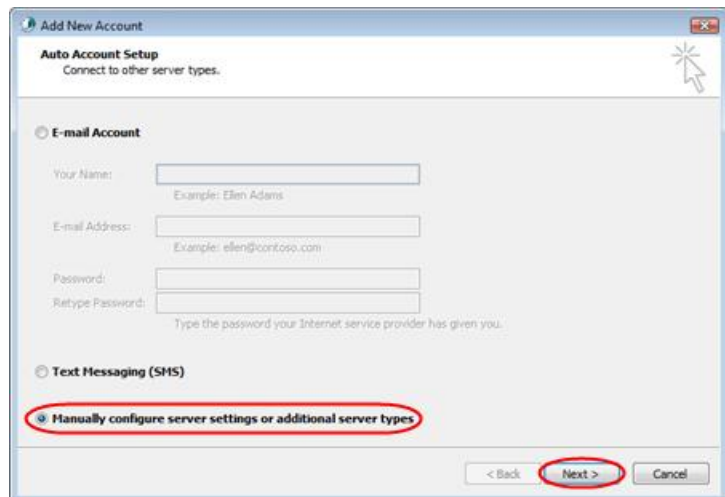 Add New Account
Auto Account Setup
Connect to other server types.
E-mail Account
Your Name:
Example: Ellen Adams
E-mail Address:
Example: ellen@contoso.com
Password:
Retype Password:
Type the password your Internet service provider has given you.
Text Messaging (SMS)
Manually configure server settings or additional server types
< Back Next > Cancel